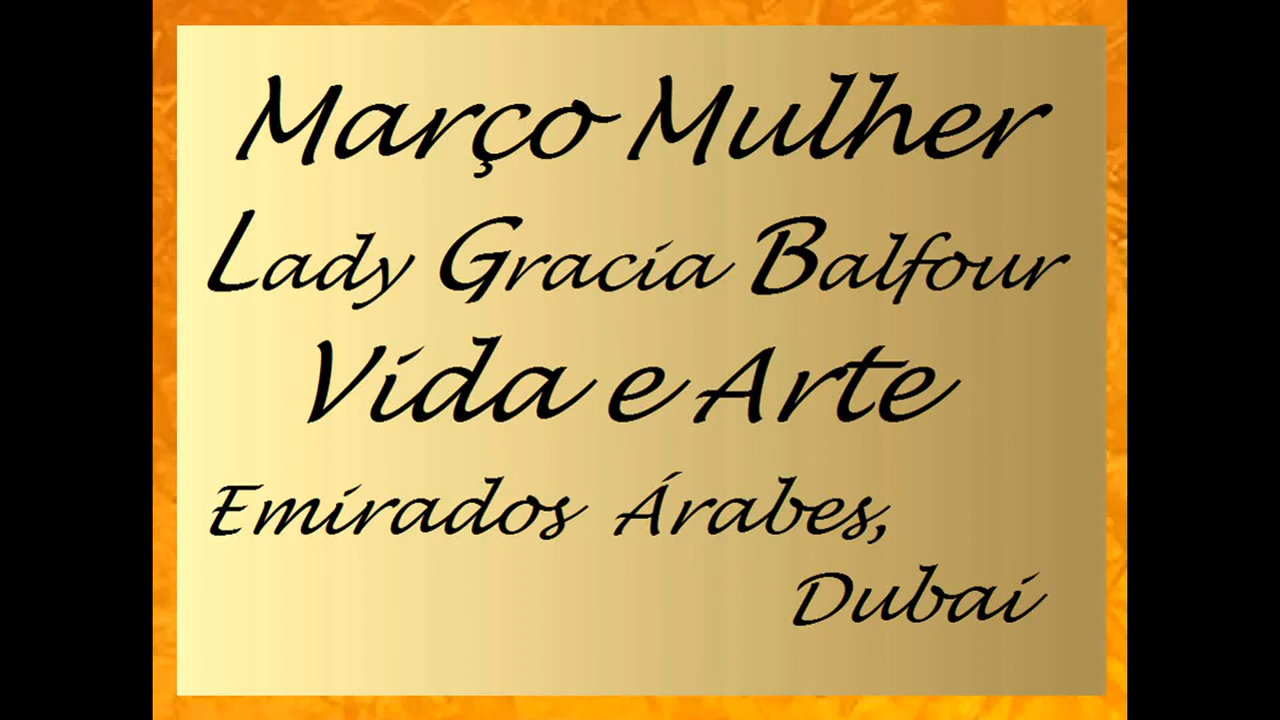 Março Mulher
Lady Gracia Balfour
Vida e Arte
Emirados Árabes,
Dubai